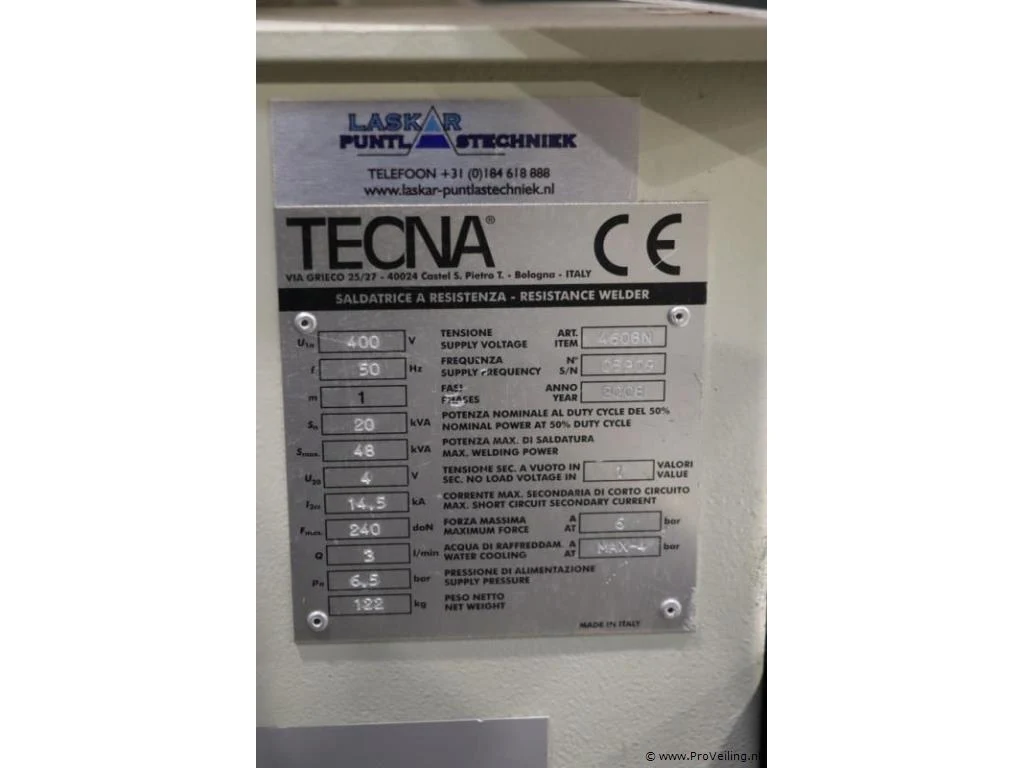 LASKAR
PUNTLASTECHNIEK
TELEFOON +31 (0)184 618 888
www.laskar-puntlastechniek.nl
TECNA® CE
VIA GRIECO 25/27 - 40024 Castel S. Pietro T. - Bologna - ITALY
SALDATRICE A RESISTENZA - RESISTANCE WELDER
U1n 400 V TENSIONE SUPPLY VOLTAGE ART. ITEM
f 50 Hz FREQUENZA SUPPLY FREQUENCY N° S/N
m 1 FASI PHASES ANNO YEAR
Sn 20 kVA POTENZA NOMINALE AL DUTY CYCLE DEL 50% NOMINAL POWER AT 50% DUTY CYCLE
Smax. 48 kVA POTENZA MAX. DI SALDATURA MAX. WELDING POWER
U20 4 V TENSIONE SEC. A VUOTO IN SEC. NO LOAD VOLTAGE IN VALORI VALUE
I2cc 14,5 kA CORRENTE MAX. SECONDARIA DI CORTO CIRCUITO MAX. SHORT CIRCUIT SECONDARY CURRENT
Fmax. 240 daN FORZA MASSIMA MAXIMUM FORCE A AT 6 bar
Q 3 l/min ACQUA DI RAFFREDDAM. WATER COOLING A AT MAX-4 bar
Pn 6,5 bar PRESSIONE DI ALIMENTAZIONE SUPPLY PRESSURE
122 kg PESO NETTO NET WEIGHT
MADE IN ITALY
© www.ProVeiling.nl